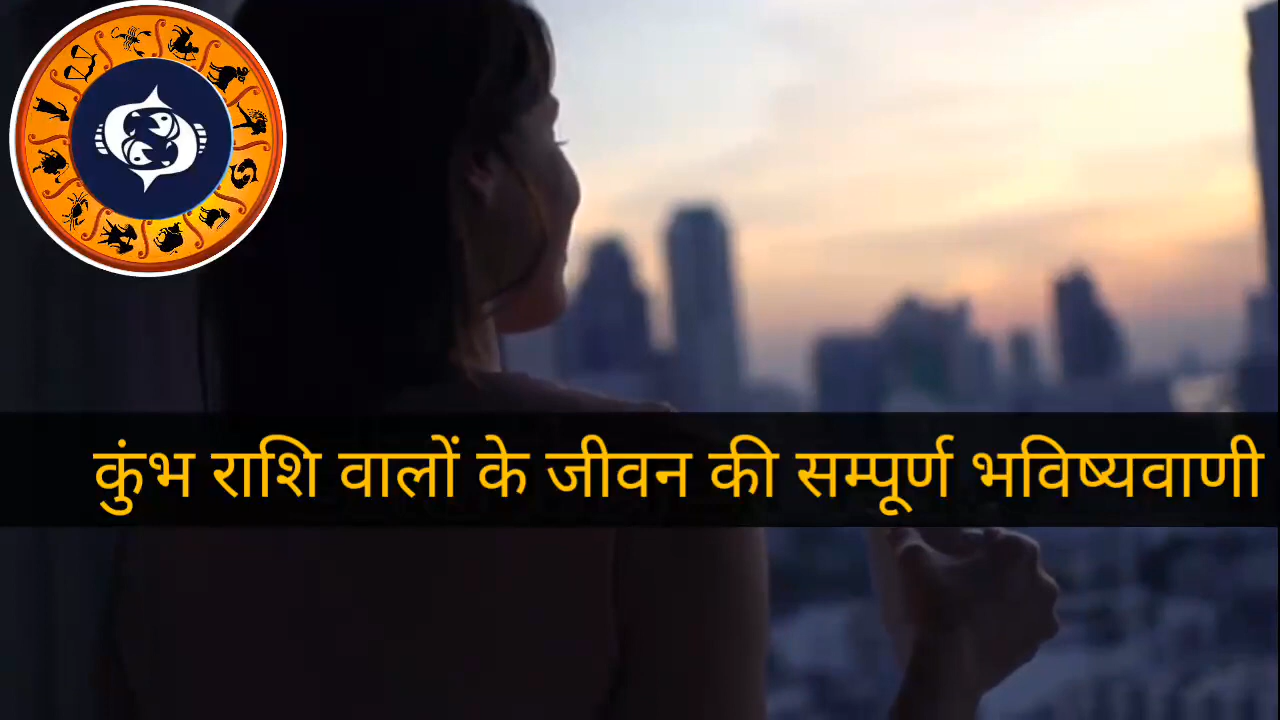 कुंभ राशि वालों के जीवन की सम्पूर्ण भविष्यवाणी